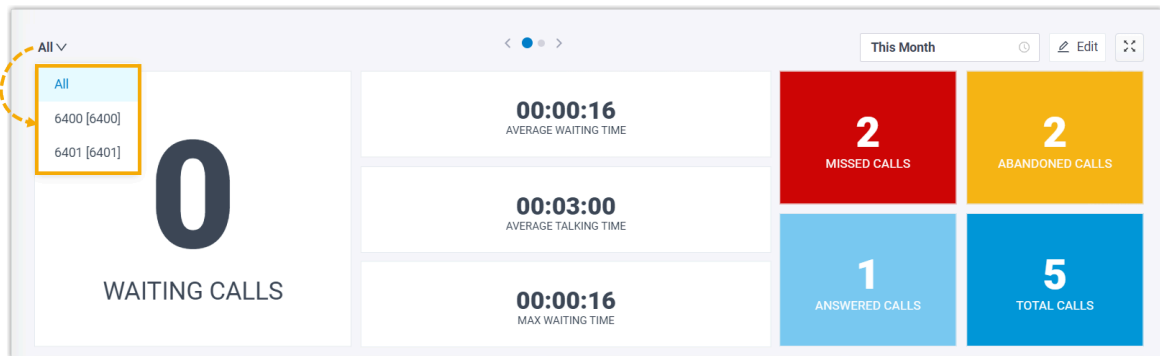 All
This Month
Edit
All
6400 [6400]
6401 [6401]
0
WAITING CALLS
00:00:16
AVERAGE WAITING TIME
00:03:00
AVERAGE TALKING TIME
00:00:16
MAX WAITING TIME
2
MISSED CALLS
2
ABANDONED CALLS
1
ANSWERED CALLS
5
TOTAL CALLS